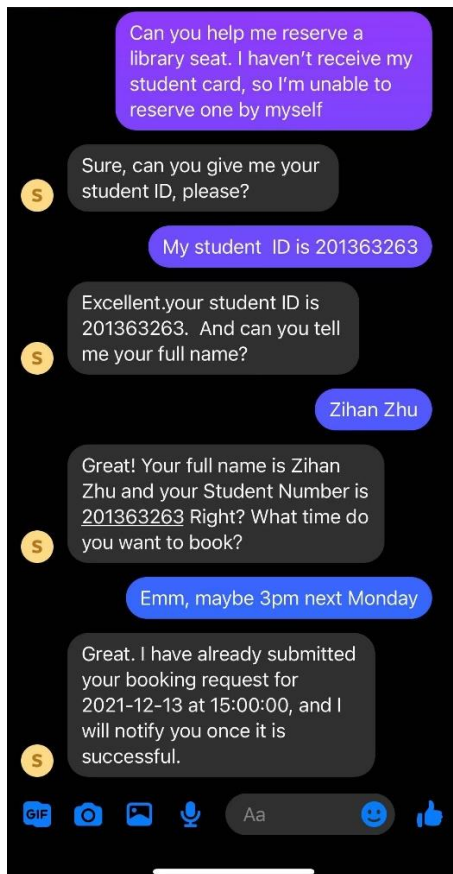 Can you help me reserve a
library seat. I haven't receive my
student card, so I'm unable to
reserve one by myself
Sure, can you give me your
student ID, please?
S
My student ID is 201363263
Excellent.your student ID is
201363263. And can you tell
me your full name?
S
Zihan Zhu
Great! Your full name is Zihan
Zhu and your Student Number is
201363263 Right? What time do
you want to book?
S
Emm, maybe 3pm next Monday
Great. I have already submitted
your booking request for
2021-12-13 at 15:00:00, and I
will notify you once it is
successful.
S
GIF
Aa